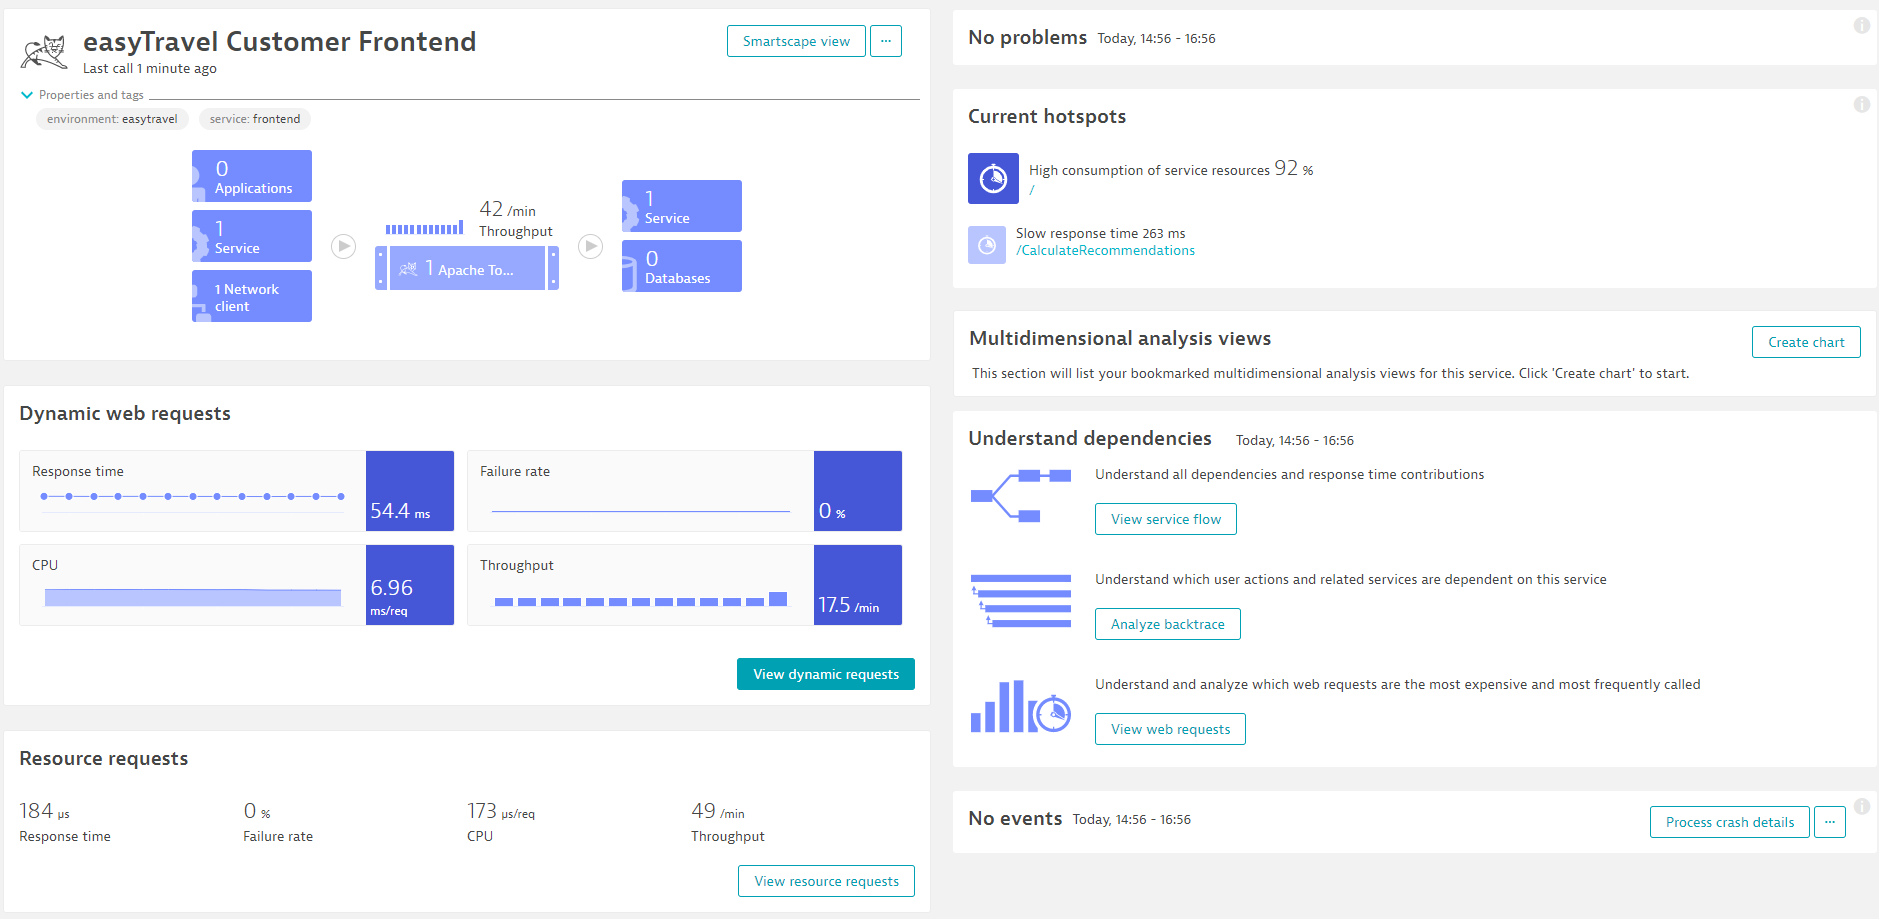 easyTravel Customer Frontend
Last call 1 minute ago
Smartscape view
...
Properties and tags
environment: easytravel
service: frontend
0
Applications
1
Service
1 Network
client
42 /min
Throughput
1 Apache To...
1
Service
0
Databases
Dynamic web requests
Response time
54.4 ms
Failure rate
0 %
CPU
6.96
ms/req
Throughput
17.5 /min
View dynamic requests
Resource requests
184 µs
Response time
0 %
Failure rate
173 µs/req
CPU
49 /min
Throughput
View resource requests
No problems Today, 14:56 - 16:56
Current hotspots
High consumption of service resources 92 %
/
Slow response time 263 ms
/CalculateRecommendations
Multidimensional analysis views
Create chart
This section will list your bookmarked multidimensional analysis views for this service. Click 'Create chart' to start.
Understand dependencies Today, 14:56 - 16:56
Understand all dependencies and response time contributions
View service flow
Understand which user actions and related services are dependent on this service
Analyze backtrace
Understand and analyze which web requests are the most expensive and most frequently called
View web requests
No events Today, 14:56 - 16:56
Process crash details
...